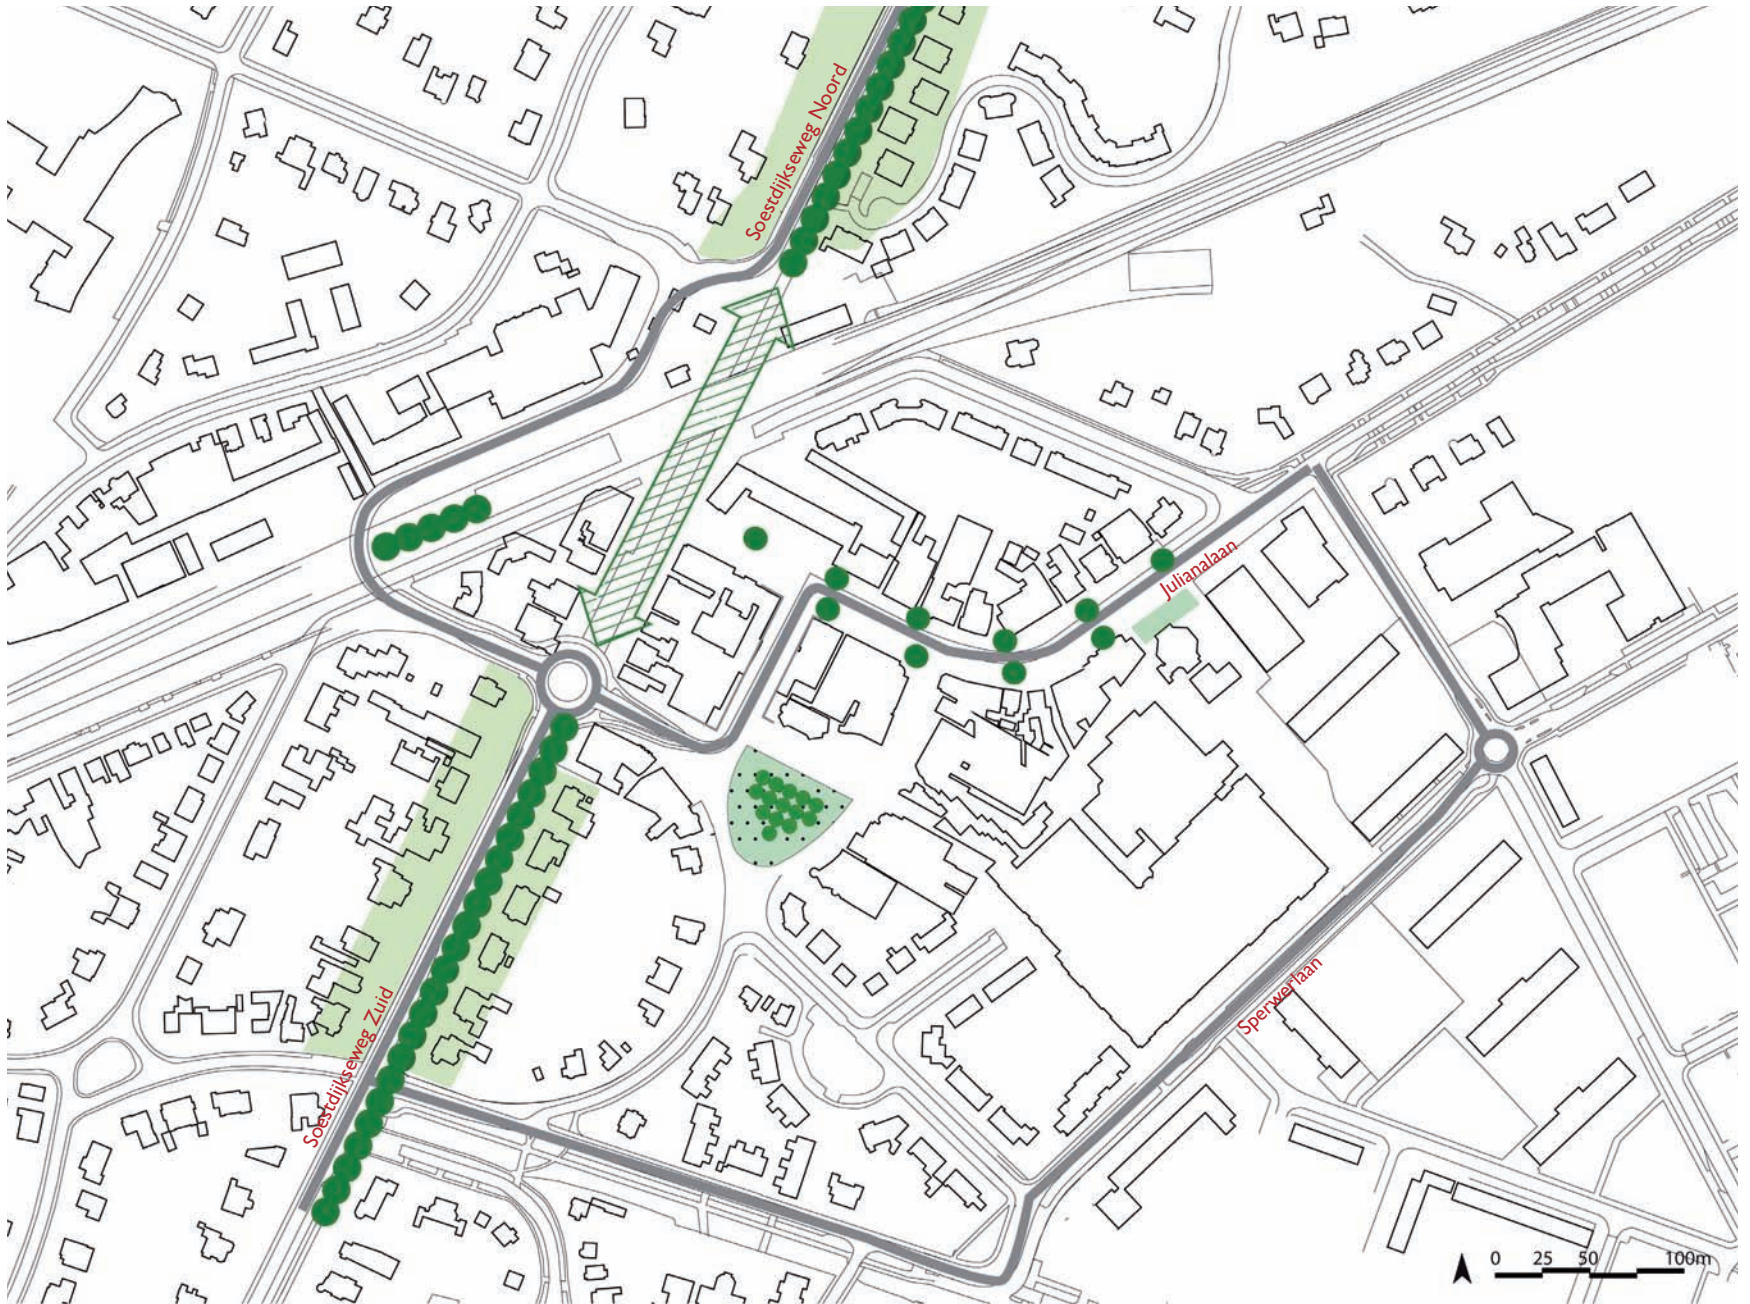 Soestdijkseweg Noord
Julianalaan
Sperwerlaan
Soestdijkseweg Zuid
0 25 50 100m